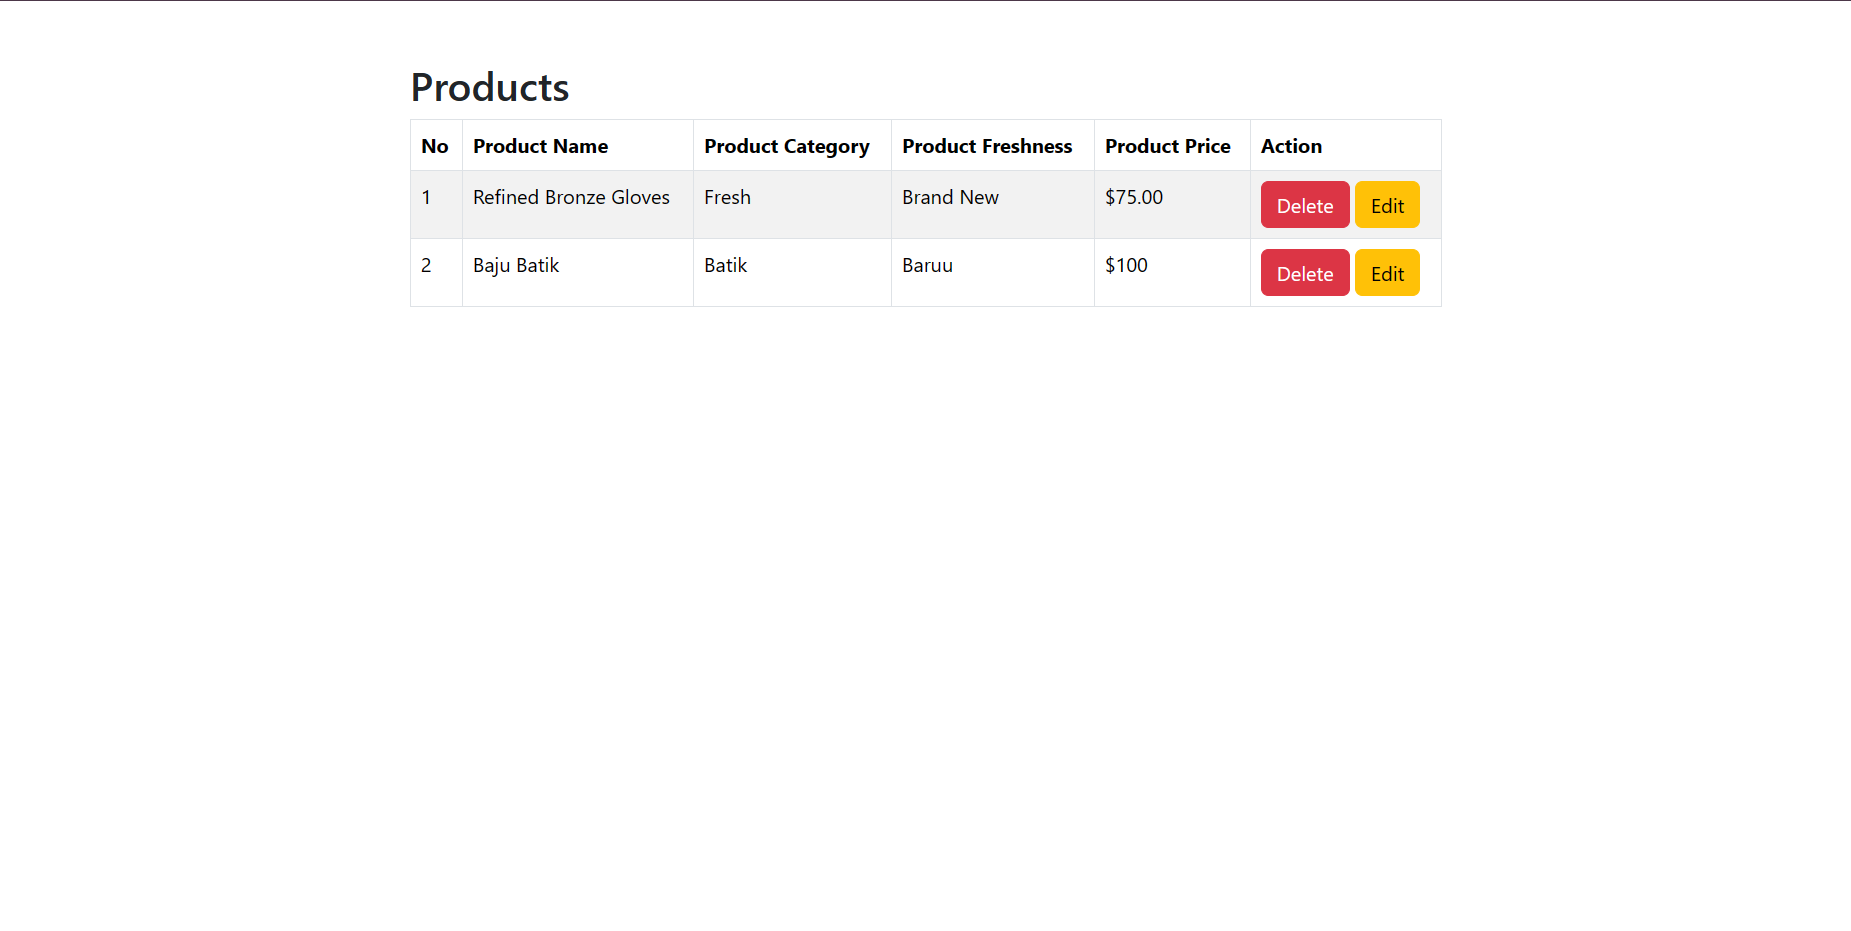 Products
No Product Name Product Category Product Freshness Product Price Action
1 Refined Bronze Gloves Fresh Brand New $75.00 Delete Edit
2 Baju Batik Batik Baruu $100 Delete Edit